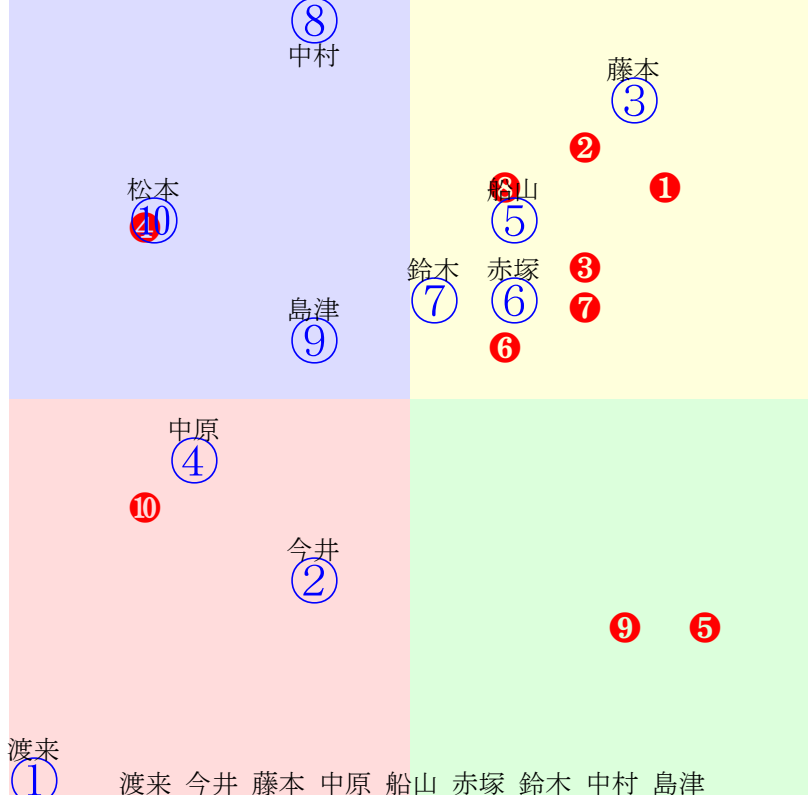 ⑧
中村
藤本
③
❷
松本
船山
❽
❶
❹
⑩
⑤
鈴木
赤塚
❸
⑦
⑥
❼
島津
⑨
❻
中原
④
❿
今井
②
❾
❺
渡来
①
渡来 今井 藤本 中原 船山 赤塚 鈴木 中村 島津